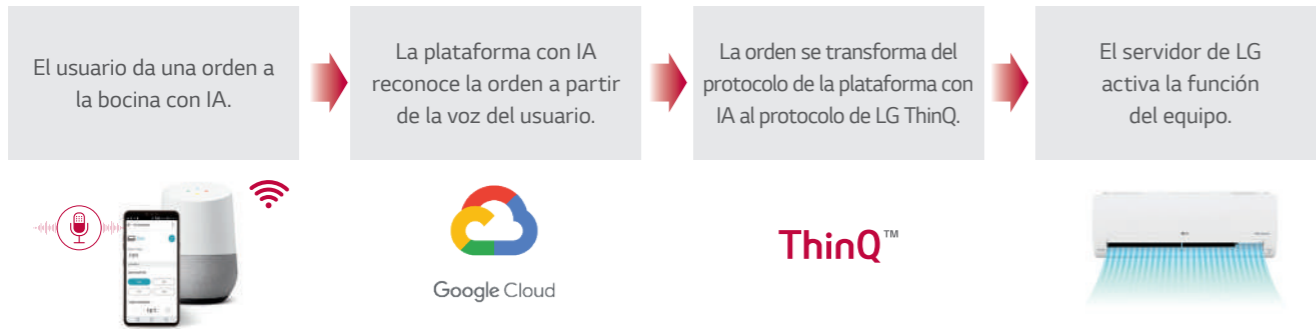 El usuario da una orden a
la bocina con IA.
La plataforma con IA
reconoce la orden a partir
de la voz del usuario.
La orden se transforma del
protocolo de la plataforma con
IA al protocolo de LG ThinQ.
El servidor de LG
activa la función
del equipo.
Google Cloud
ThinQ™